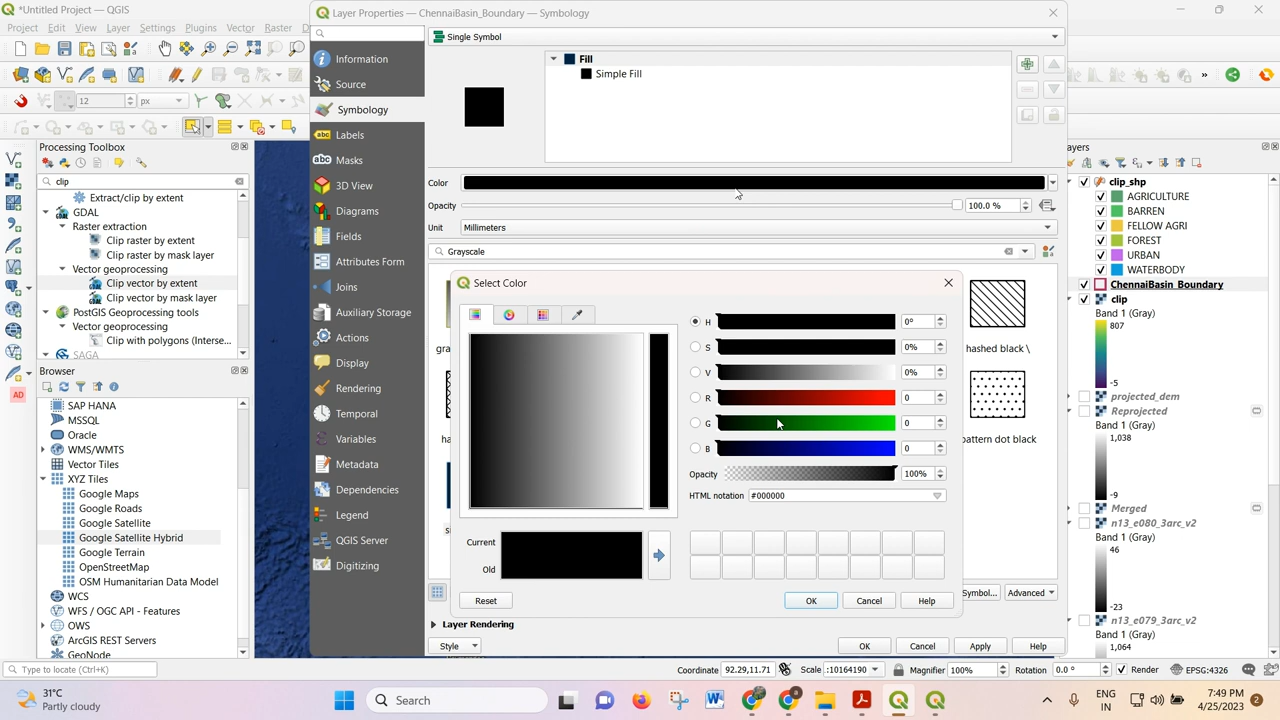 *Untitled Project — QGIS
Layer Properties — ChennaiBasin_Boundary — Symbology
Project Edit View Layer Settings Plugins Vector Raster
Single Symbol
Information
Source
Symbology
Labels
Masks
3D View
Diagrams
Fields
Attributes Form
Joins
Auxiliary Storage
Actions
Display
Rendering
Temporal
Variables
Metadata
Dependencies
Legend
QGIS Server
Digitizing
Fill
Simple Fill
Color
Opacity 100.0 %
Unit Millimeters
Grayscale
12 px
Processing Toolbox
clip
Extract/clip by extent
GDAL
Raster extraction
Clip raster by extent
Clip raster by mask layer
Vector geoprocessing
Clip vector by extent
Clip vector by mask layer
PostGIS Geoprocessing tools
Vector geoprocessing
Clip with polygons (Interse...
SAGA
Browser
SAP HANA
MSSQL
Oracle
WMS/WMTS
Vector Tiles
XYZ Tiles
Google Maps
Google Roads
Google Satellite
Google Satellite Hybrid
Google Terrain
OpenStreetMap
OSM Humanitarian Data Model
WCS
WFS / OGC API - Features
OWS
ArcGIS REST Servers
GeoNode
Select Color
H 0°
S 0%
V 0%
R 0
G 0
B 0
Opacity 100%
HTML notation #000000
Current
Old
Reset OK Cancel Help
hashed black \
pattern dot black
Symbol... Advanced
Layer Rendering
Style OK Cancel Apply Help
ayers
clip_shp
AGRICULTURE
BARREN
FELLOW AGRI
FOREST
URBAN
WATERBODY
ChennaiBasin_Boundary
clip
Band 1 (Gray)
807
-5
projected_dem
Reprojected
Band 1 (Gray)
1,038
-9
Merged
n13_e080_3arc_v2
Band 1 (Gray)
46
-23
n13_e079_3arc_v2
Band 1 (Gray)
1,064
Type to locate (Ctrl+K)
Coordinate 92.29,11.71 Scale :10164190 Magnifier 100% Rotation 0.0 ° Render EPSG:4326
31°C
Partly cloudy
Search
ENG
IN
7:49 PM
4/25/2023
2